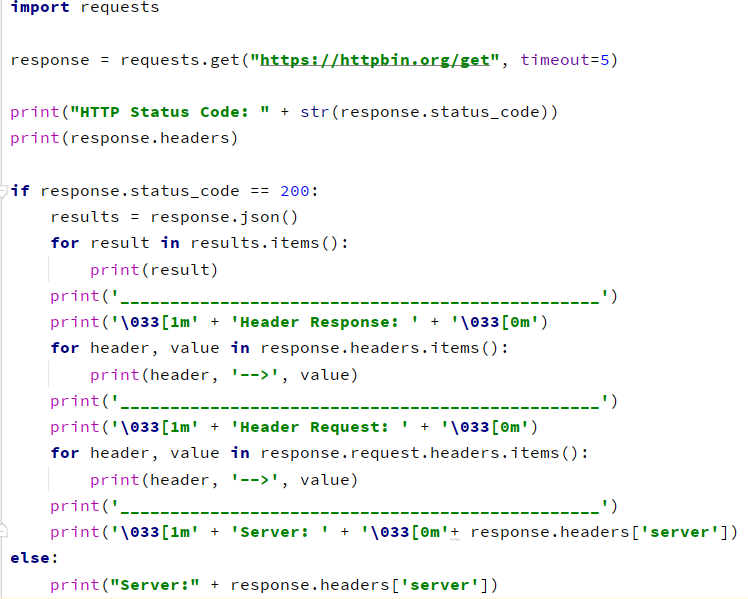 import requests
response = requests.get("https://httpbin.org/get", timeout=5)
print("HTTP Status Code: " + str(response.status_code))
print(response.headers)
if response.status_code == 200:
    results = response.json()
    for result in results.items():
        print(result)
    print('________________________________________________')
    print('\033[1m' + 'Header Response: ' + '\033[0m')
    for header, value in response.headers.items():
        print(header, '-->', value)
    print('________________________________________________')
    print('\033[1m' + 'Header Request: ' + '\033[0m')
    for header, value in response.request.headers.items():
        print(header, '-->', value)
    print('________________________________________________')
    print('\033[1m' + 'Server: ' + '\033[0m'+ response.headers['server'])
else:
    print("Server:" + response.headers['server'])